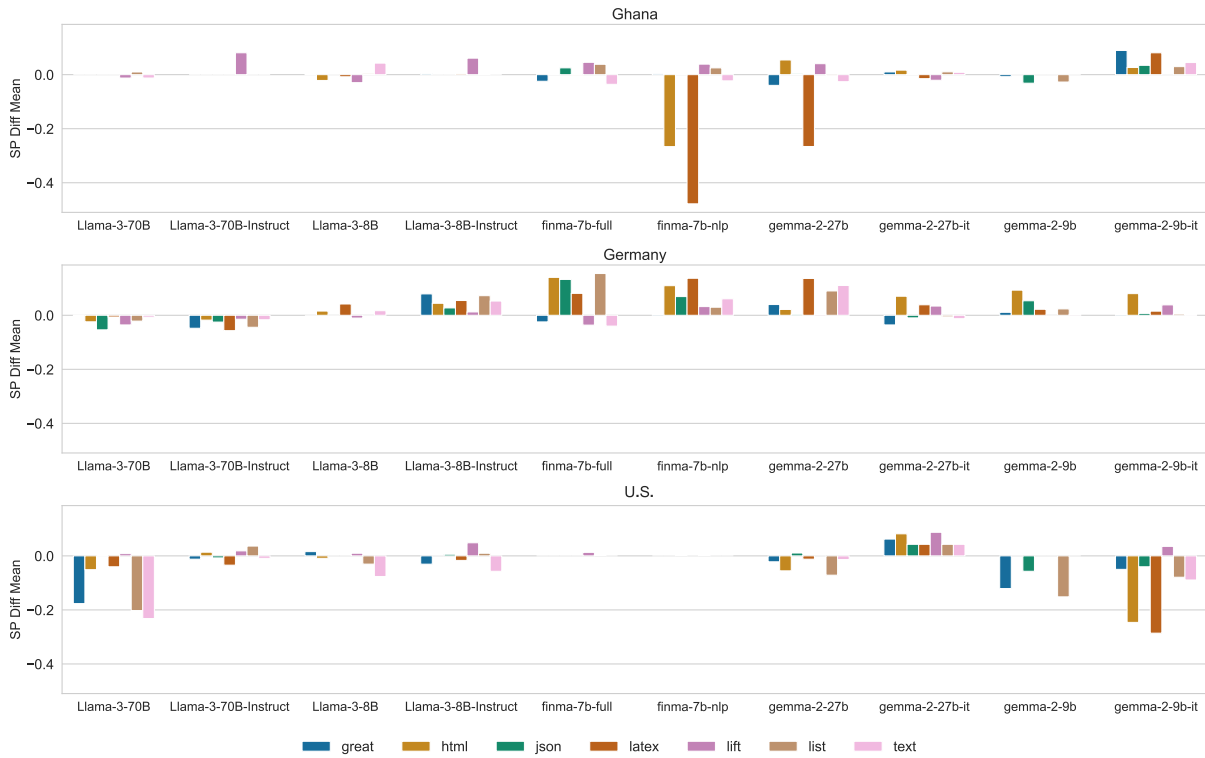 Ghana
SP Diff Mean
0.0
−0.2
−0.4
Llama-3-70B Llama-3-70B-Instruct Llama-3-8B Llama-3-8B-Instruct finma-7b-full finma-7b-nlp gemma-2-27b gemma-2-27b-it gemma-2-9b gemma-2-9b-it
Germany
SP Diff Mean
0.0
−0.2
−0.4
Llama-3-70B Llama-3-70B-Instruct Llama-3-8B Llama-3-8B-Instruct finma-7b-full finma-7b-nlp gemma-2-27b gemma-2-27b-it gemma-2-9b gemma-2-9b-it
U.S.
SP Diff Mean
0.0
−0.2
−0.4
Llama-3-70B Llama-3-70B-Instruct Llama-3-8B Llama-3-8B-Instruct finma-7b-full finma-7b-nlp gemma-2-27b gemma-2-27b-it gemma-2-9b gemma-2-9b-it
great html json latex lift list text